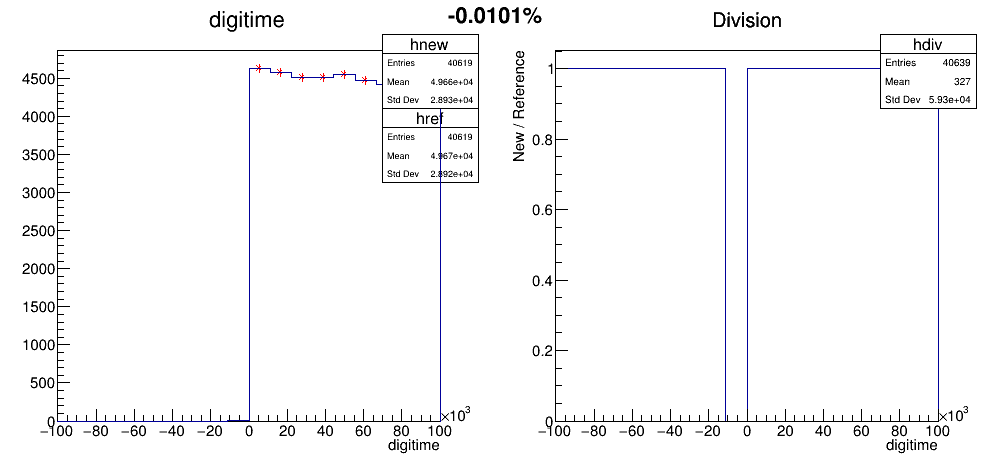 -0.0101%
digitime
hnew
Entries 40619
Mean 4.966e+04
Std Dev 2.893e+04
href
Entries 40619
Mean 4.967e+04
Std Dev 2.892e+04
4500
4000
3500
3000
2500
2000
1500
1000
500
0
−100 −80 −60 −40 −20 0 20 40 60 80 100
×10³
digitime
Division
hdiv
Entries 40639
Mean 327
Std Dev 5.93e+04
New / Reference
1
0.8
0.6
0.4
0.2
0
−100 −80 −60 −40 −20 0 20 40 60 80 100
×10³
digitime